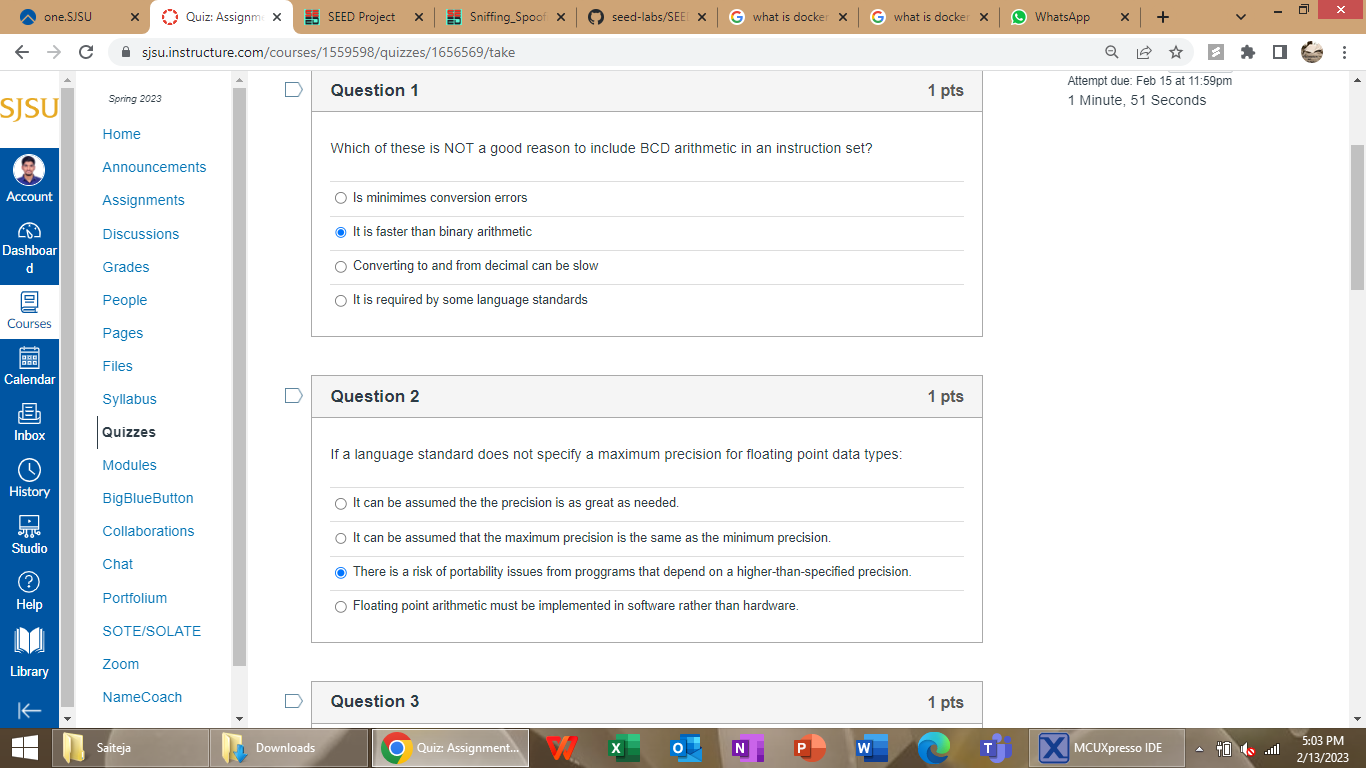 one.SJSU
Quiz: Assignme
SEED Project
Sniffing_Spoof
seed-labs/SEE
what is docker
what is docker
WhatsApp
sjsu.instructure.com/courses/1559598/quizzes/1656569/take
SJSU
Account
Dashboar
d
Courses
Calendar
Inbox
History
Studio
Help
Library
Spring 2023
Home
Announcements
Assignments
Discussions
Grades
People
Pages
Files
Syllabus
Quizzes
Modules
BigBlueButton
Collaborations
Chat
Portfolium
SOTE/SOLATE
Zoom
NameCoach
Question 1 1 pts
Which of these is NOT a good reason to include BCD arithmetic in an instruction set?
Is minimimes conversion errors
It is faster than binary arithmetic
Converting to and from decimal can be slow
It is required by some language standards
Question 2 1 pts
If a language standard does not specify a maximum precision for floating point data types:
It can be assumed the the precision is as great as needed.
It can be assumed that the maximum precision is the same as the minimum precision.
There is a risk of portability issues from proggrams that depend on a higher-than-specified precision.
Floating point arithmetic must be implemented in software rather than hardware.
Question 3 1 pts
Attempt due: Feb 15 at 11:59pm
1 Minute, 51 Seconds
Saiteja
Downloads
Quiz: Assignment...
MCUXpresso IDE
5:03 PM
2/13/2023